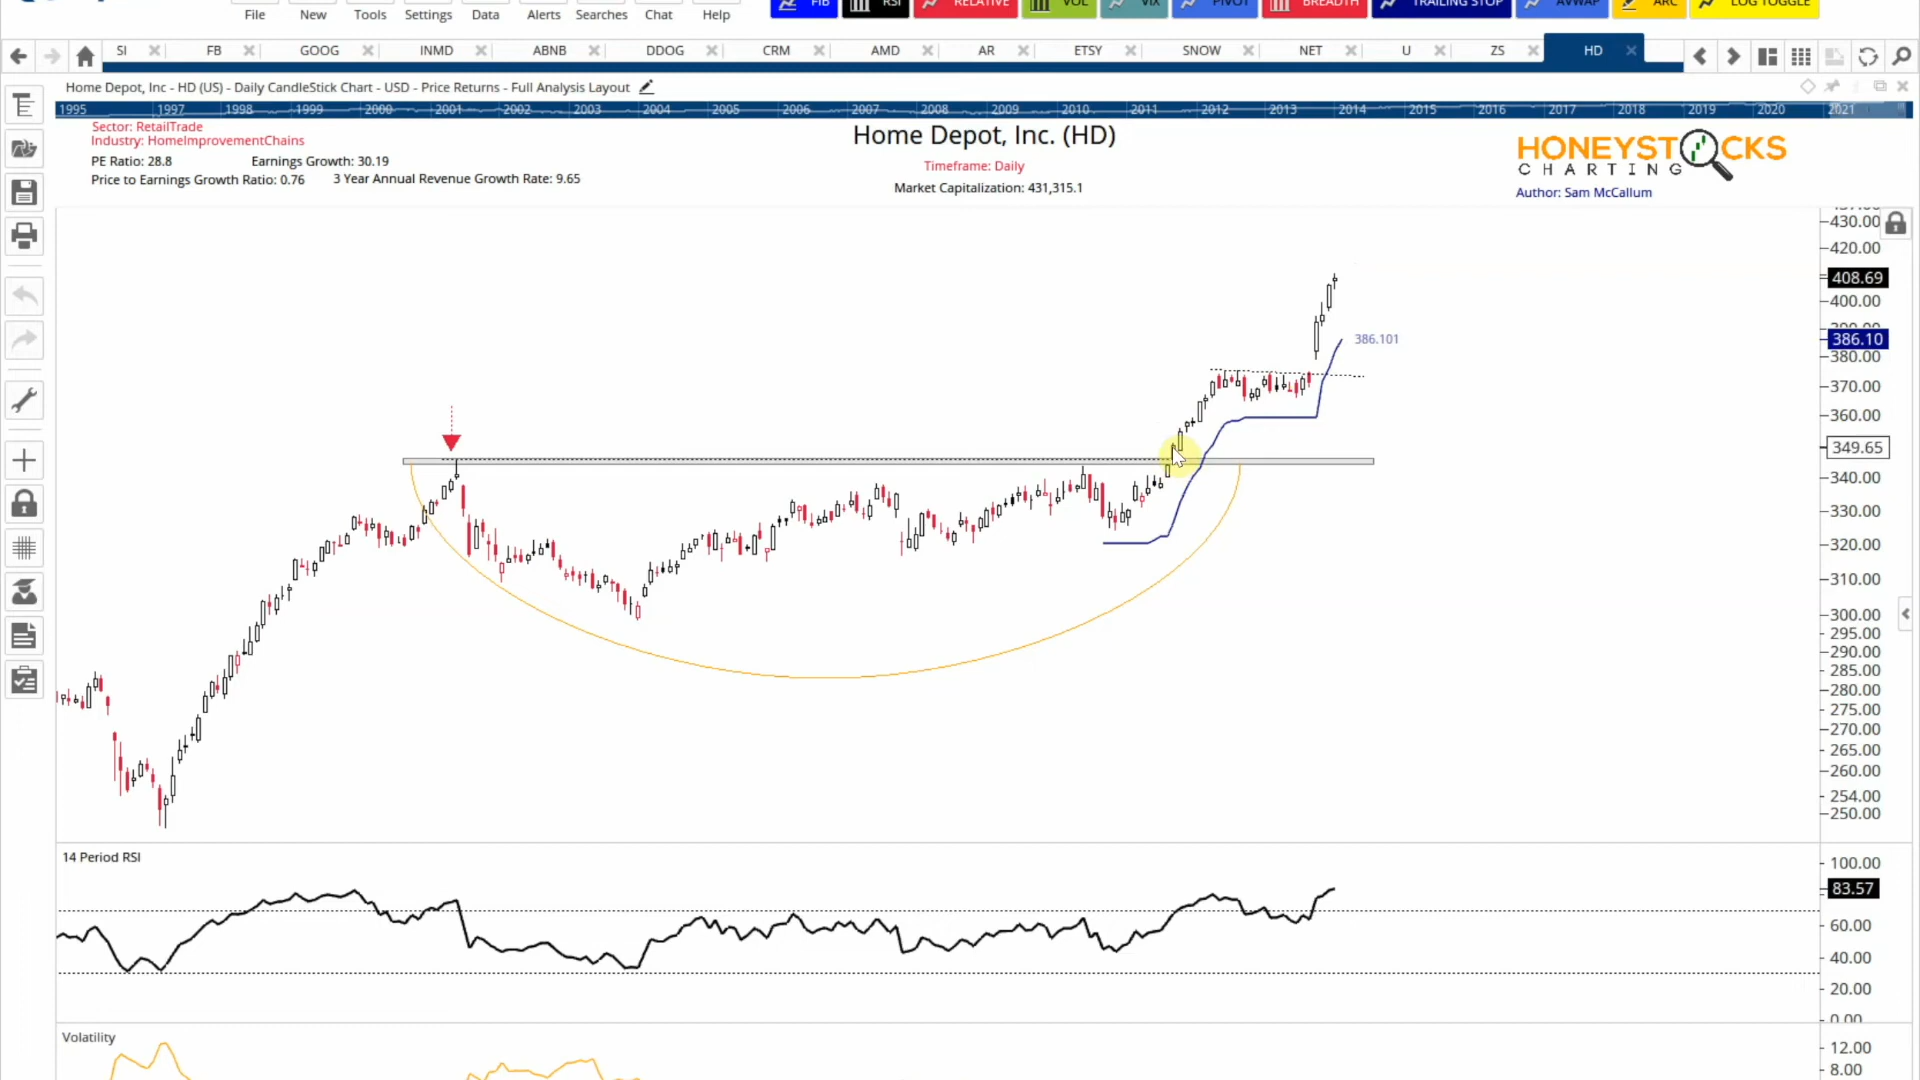 FIB RSI RELATIVE VOL VIX PIVOT BREADTH TRAILING STOP AVWAP ARC LOG TOGGLE
File New Tools Settings Data Alerts Searches Chat Help
SI FB GOOG INMD ABNB DDOG CRM AMD AR ETSY SNOW NET U ZS HD
Home Depot, Inc - HD (US) - Daily CandleStick Chart - USD - Price Returns - Full Analysis Layout
1995 1997 1998 1999 2000 2001 2002 2003 2004 2005 2006 2007 2008 2009 2010 2011 2012 2013 2014 2015 2016 2017 2018 2019 2020 2021
Sector: RetailTrade
Industry: HomeImprovementChains
PE Ratio: 28.8 Earnings Growth: 30.19
Price to Earnings Growth Ratio: 0.76 3 Year Annual Revenue Growth Rate: 9.65
Home Depot, Inc. (HD)
Timeframe: Daily
Market Capitalization: 431,315.1
HONEYSTOCKS
CHARTING
Author: Sam McCallum
430.00
420.00
408.69
400.00
386.101
386.10
380.00
370.00
360.00
349.65
340.00
330.00
320.00
310.00
300.00
295.00
290.00
285.00
280.00
275.00
270.00
265.00
260.00
254.00
250.00
14 Period RSI
100.00
83.57
60.00
40.00
20.00
0.00
Volatility
12.00
8.00